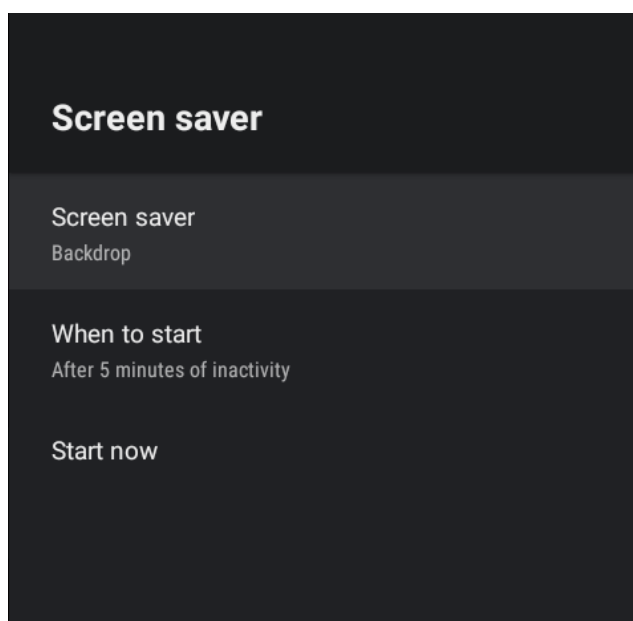 Screen saver
Screen saver
Backdrop
When to start
After 5 minutes of inactivity
Start now